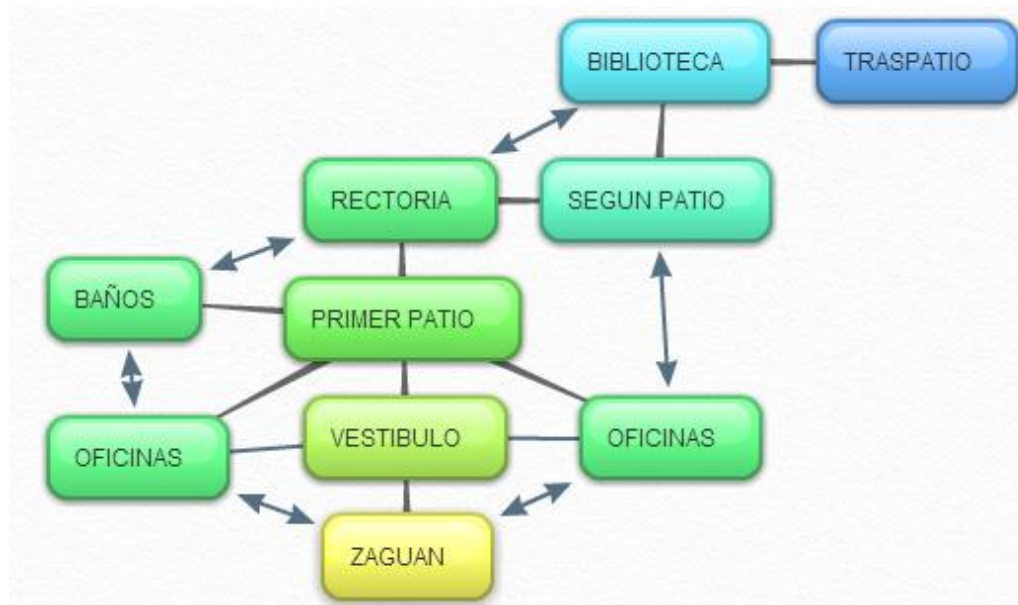 BIBLIOTECA
TRASPATIO
RECTORIA
SEGUN PATIO
BAÑOS
PRIMER PATIO
OFICINAS
VESTIBULO
OFICINAS
ZAGUAN